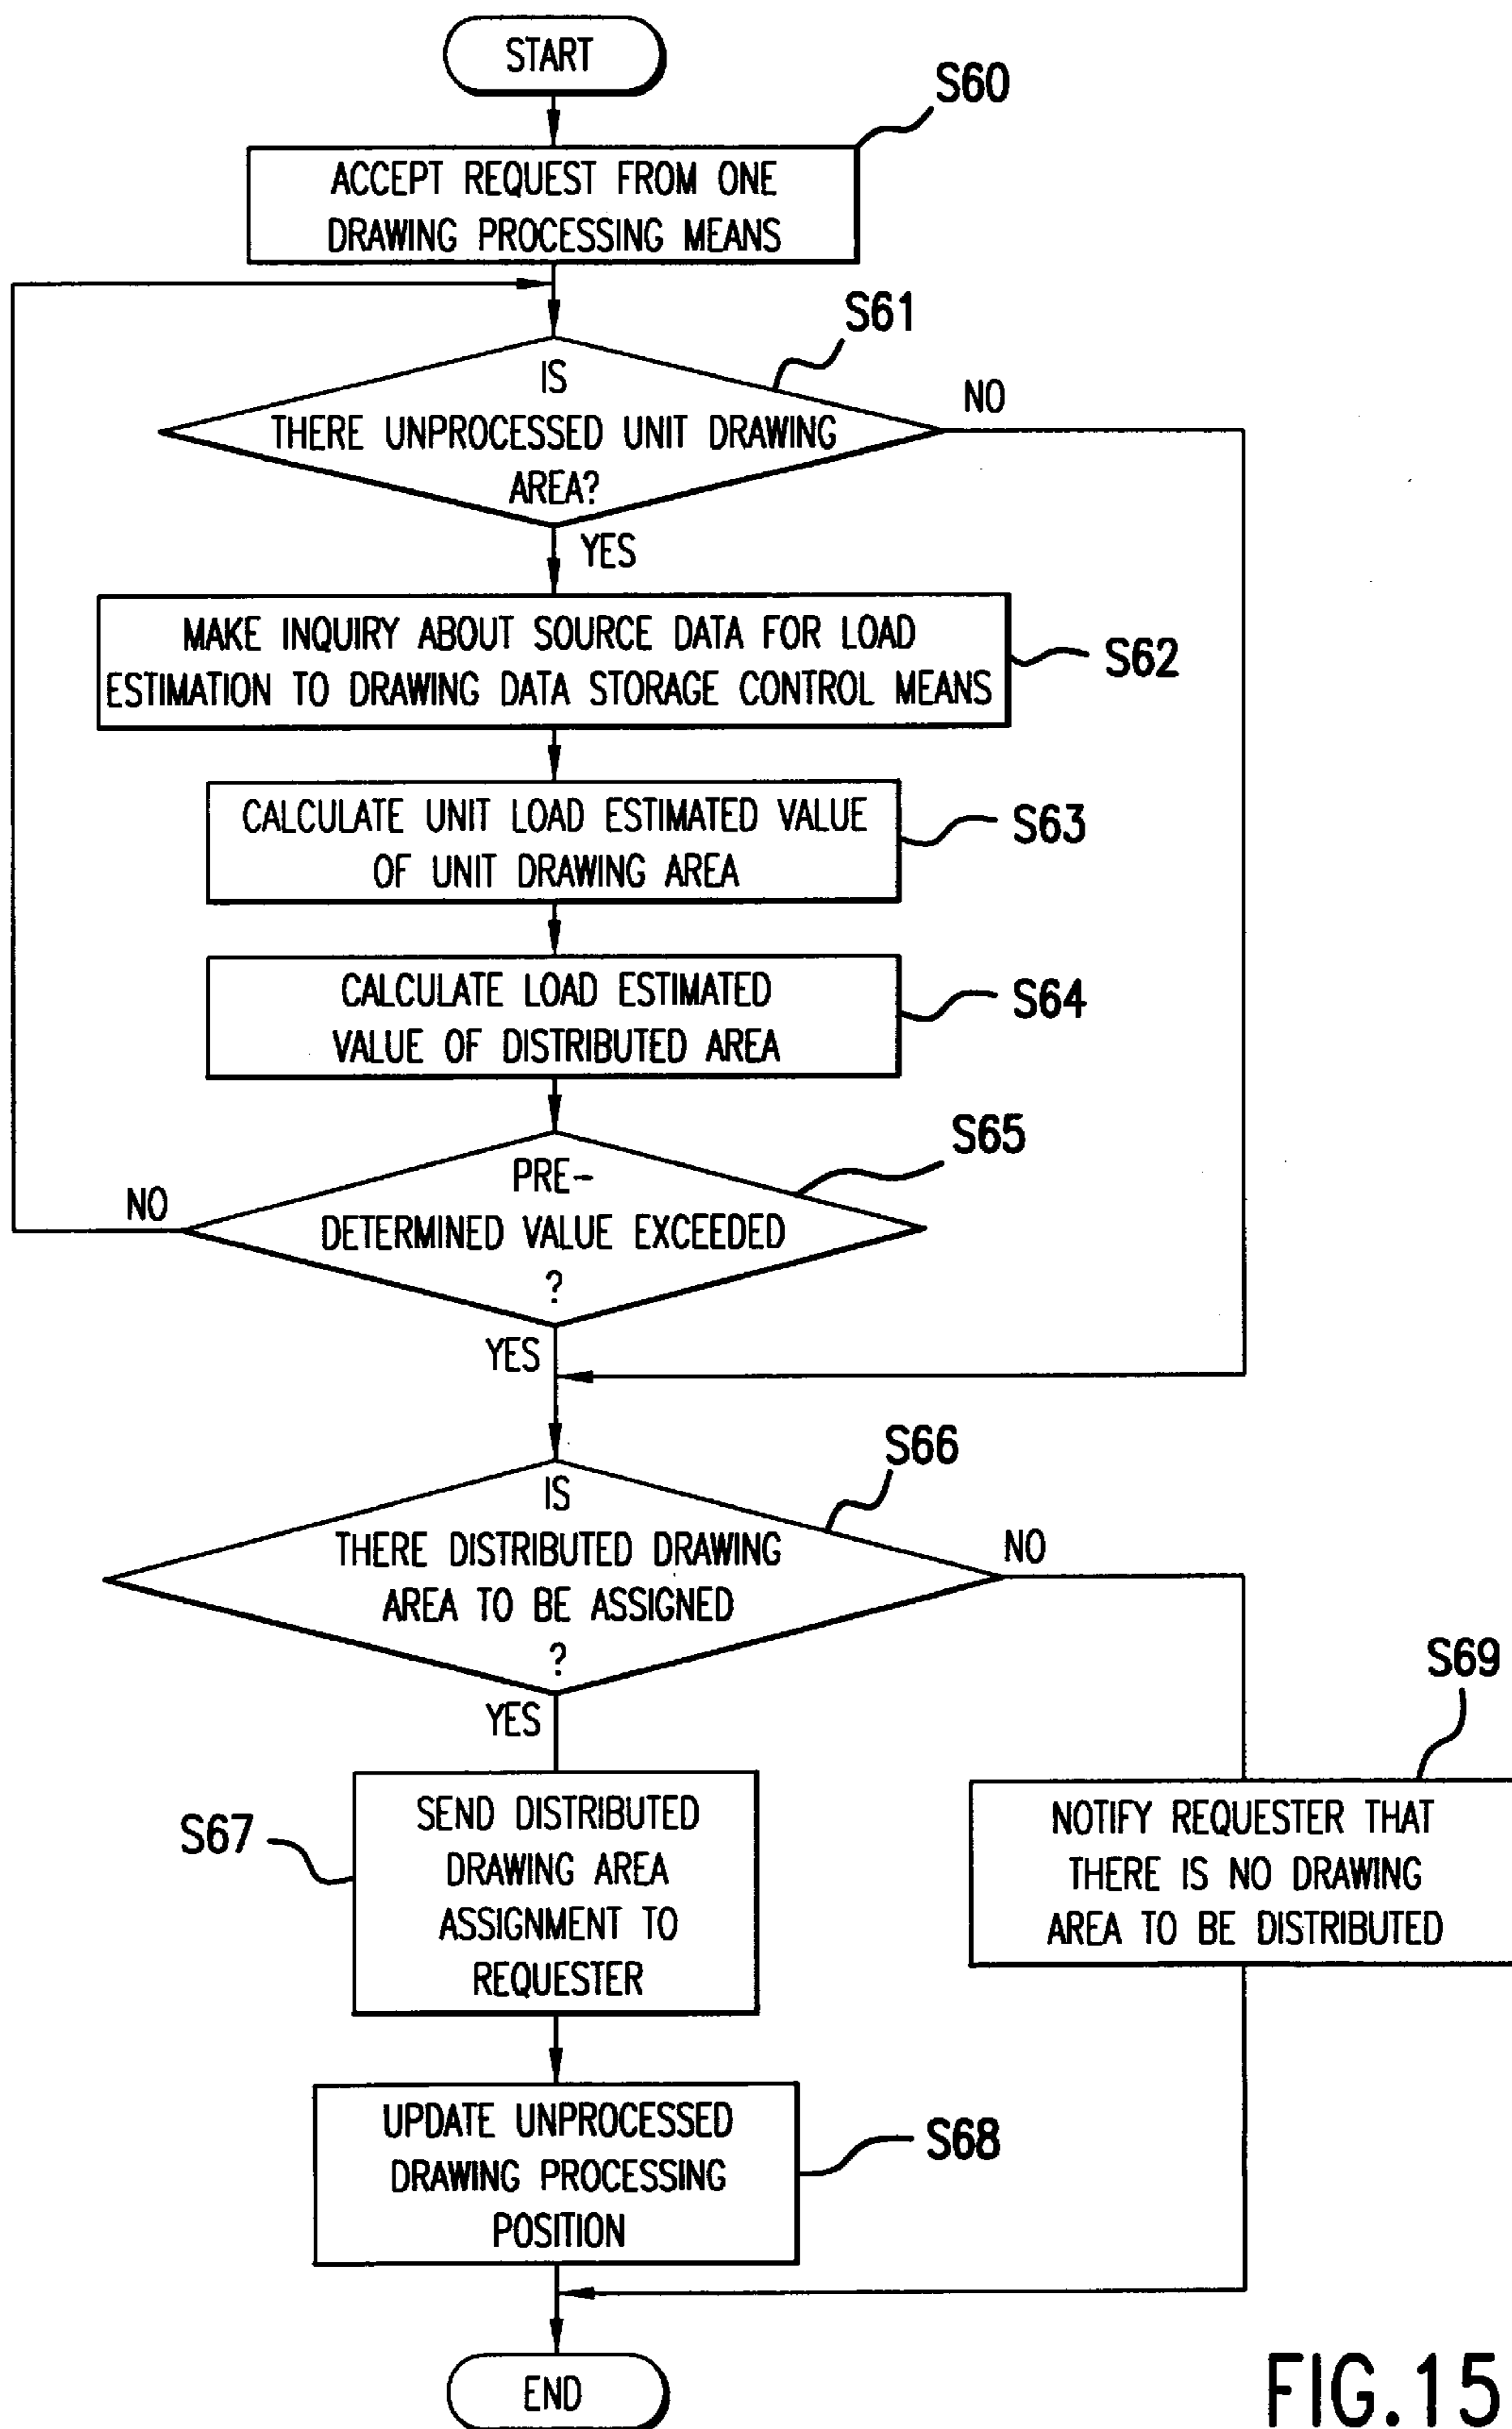 START
S60
ACCEPT REQUEST FROM ONE
DRAWING PROCESSING MEANS
S61
IS
THERE UNPROCESSED UNIT DRAWING
AREA?
NO
YES
MAKE INQUIRY ABOUT SOURCE DATA FOR LOAD
ESTIMATION TO DRAWING DATA STORAGE CONTROL MEANS
S62
CALCULATE UNIT LOAD ESTIMATED VALUE
OF UNIT DRAWING AREA
S63
CALCULATE LOAD ESTIMATED
VALUE OF DISTRIBUTED AREA
S64
S65
PRE-
DETERMINED VALUE EXCEEDED
?
NO
YES
S66
IS
THERE DISTRIBUTED DRAWING
AREA TO BE ASSIGNED
?
NO
YES
S67
SEND DISTRIBUTED
DRAWING AREA
ASSIGNMENT TO
REQUESTER
S69
NOTIFY REQUESTER THAT
THERE IS NO DRAWING
AREA TO BE DISTRIBUTED
UPDATE UNPROCESSED
DRAWING PROCESSING
POSITION
S68
END
FIG.15